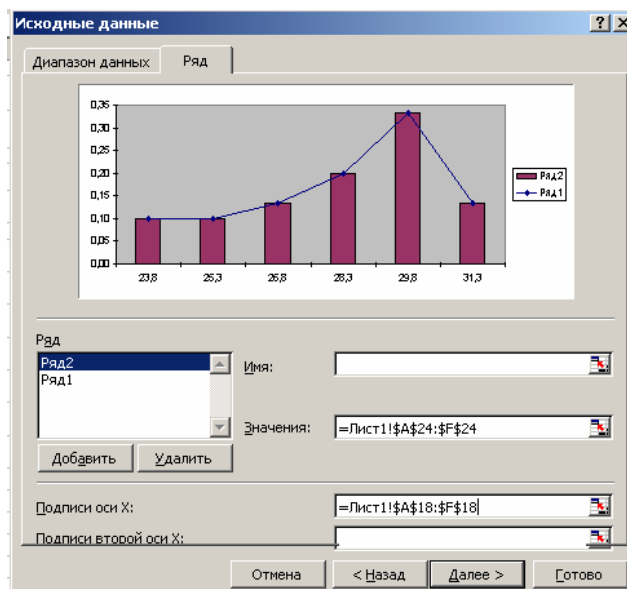 Исходные данные
Диапазон данных Ряд
0,35
0,30
0,25
0,20
0,15
0,10
0,05
0,00
23,8 25,3 26,8 28,3 29,8 31,3
Ряд2
Ряд1
Ряд
Ряд2
Ряд1
Имя:
Значения: =Лист1!$A$24:$F$24
Добавить Удалить
Подписи оси X: =Лист1!$A$18:$F$18
Подписи второй оси X:
Отмена < Назад Далее > Готово